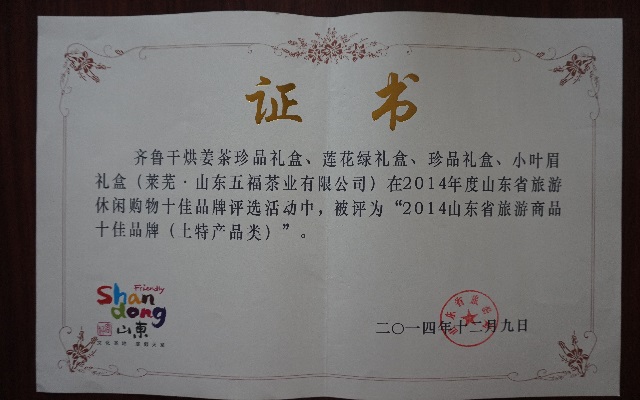 证书
齐鲁干烘姜茶珍品礼盒、莲花绿礼盒、珍品礼盒、小叶眉
礼盒（莱芜·山东五福茶业有限公司）在2014年度山东省旅游
休闲购物十佳品牌评选活动中，被评为“2014山东省旅游商品
十佳品牌（土特产品类）”。
Friendly
Shan
dong
山東
二〇一四年十二月九日